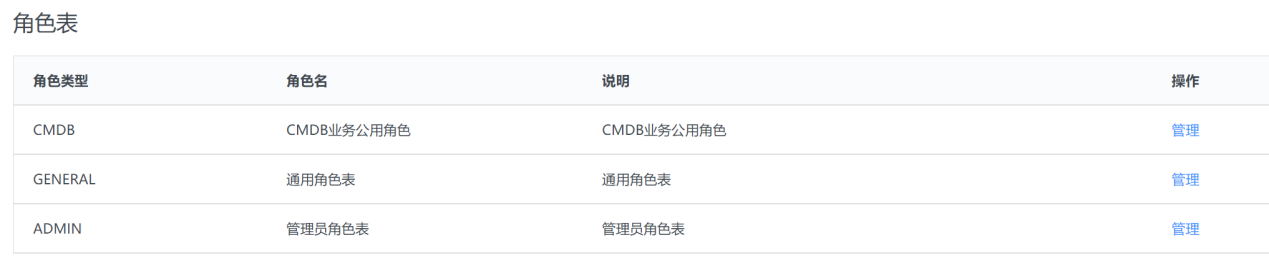 角色表
角色类型 角色名 说明 操作
CMDB CMDB业务公用角色 CMDB业务公用角色 管理
GENERAL 通用角色表 通用角色表 管理
ADMIN 管理员角色表 管理员角色表 管理